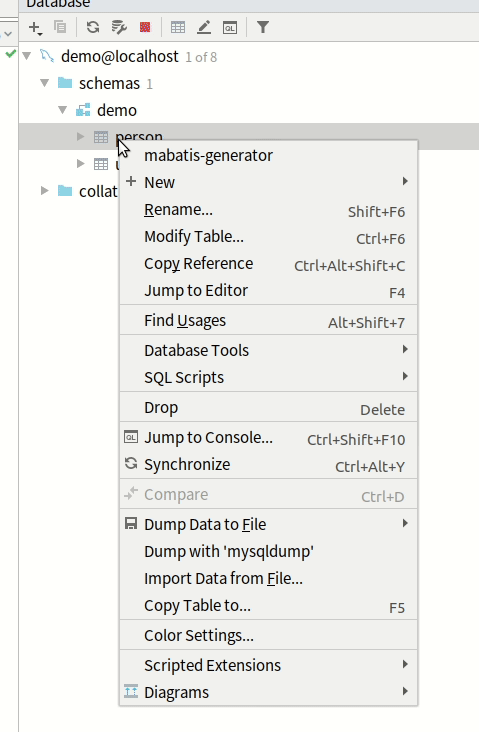 Database
demo@localhost 1 of 8
schemas 1
demo
person
mabatis-generator
collat
New
Rename... Shift+F6
Modify Table... Ctrl+F6
Copy Reference Ctrl+Alt+Shift+C
Jump to Editor F4
Find Usages Alt+Shift+7
Database Tools
SQL Scripts
Drop Delete
QL Jump to Console... Ctrl+Shift+F10
Synchronize Ctrl+Alt+Y
Compare Ctrl+D
Dump Data to File
Dump with 'mysqldump'
Import Data from File...
Copy Table to... F5
Color Settings...
Scripted Extensions
Diagrams